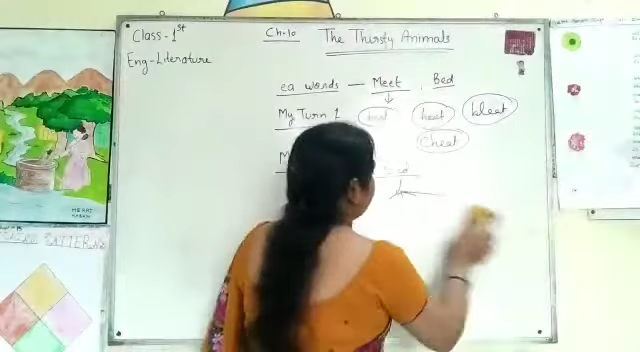 Class - 1st
Ch-10 The Thirsty Animals
Eng-Literature
ea words — Meet , Bed
My Turn 1 heat bleat
cheat